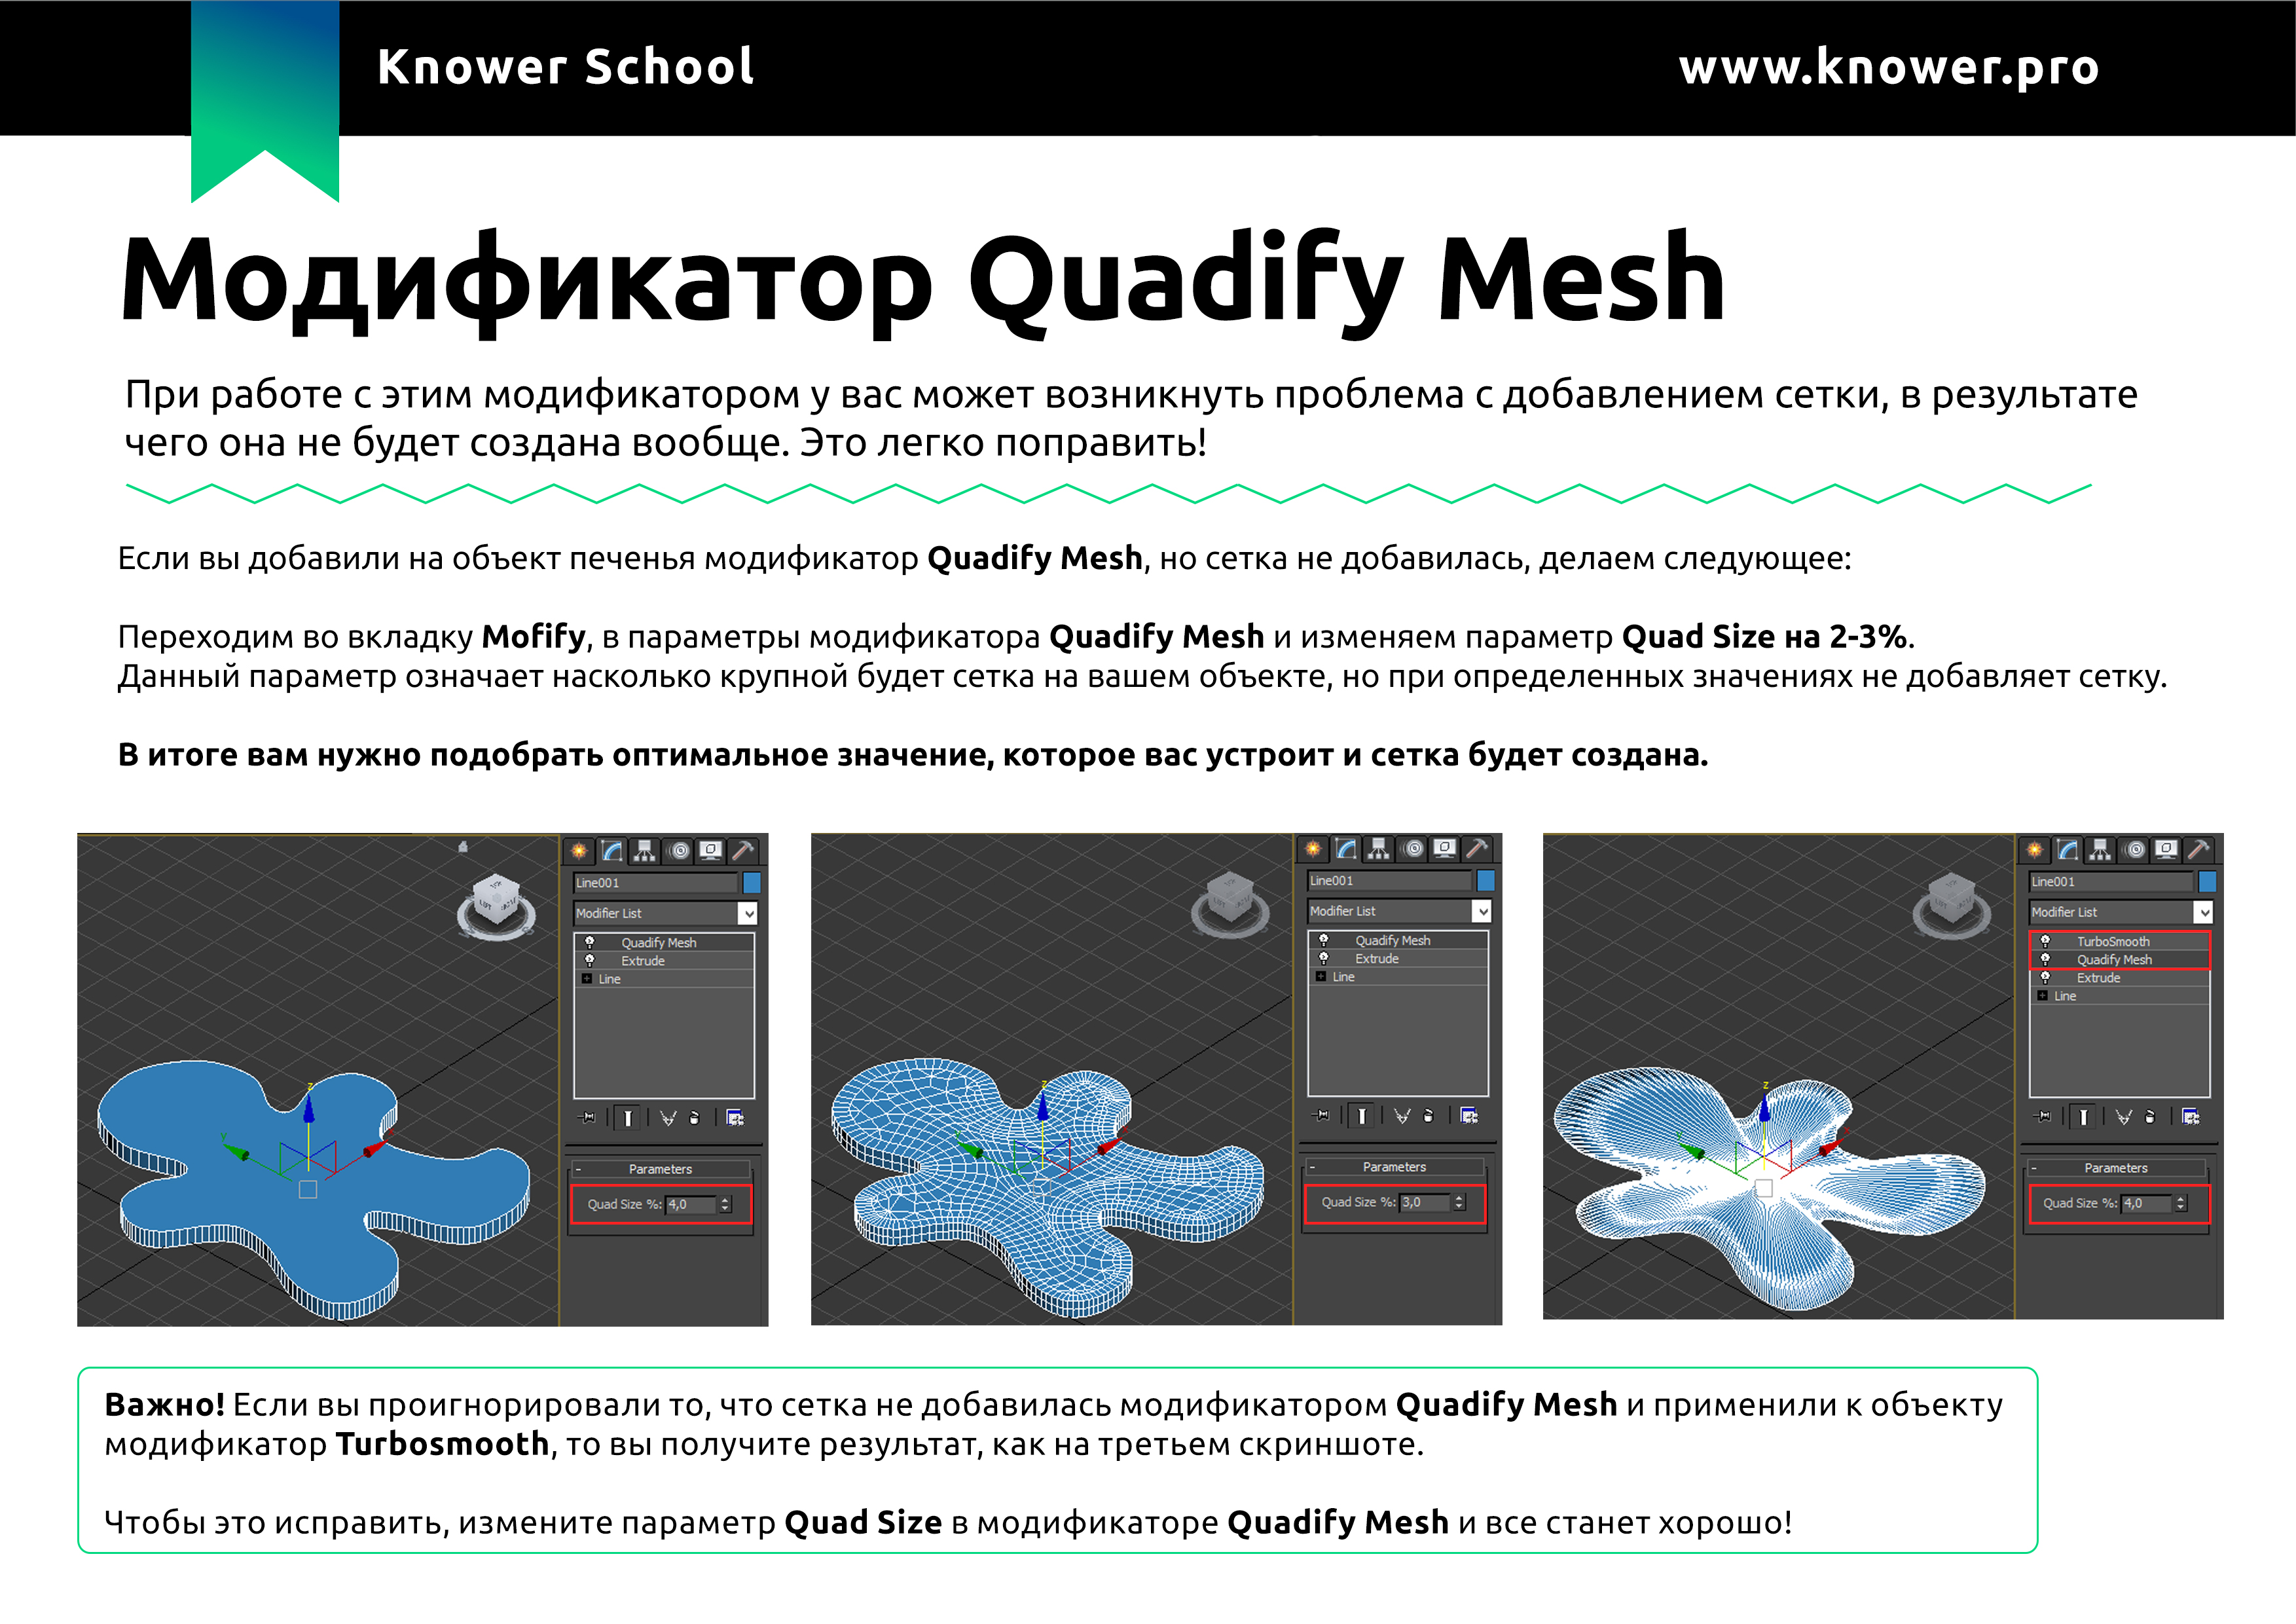 Knower School
www.knower.pro
Модификатор Quadify Mesh
При работе с этим модификатором у вас может возникнуть проблема с добавлением сетки, в результате
чего она не будет создана вообще. Это легко поправить!
Если вы добавили на объект печенья модификатор Quadify Mesh, но сетка не добавилась, делаем следующее:
Переходим во вкладку Mofify, в параметры модификатора Quadify Mesh и изменяем параметр Quad Size на 2-3%.
Данный параметр означает насколько крупной будет сетка на вашем объекте, но при определенных значениях не добавляет сетку.
В итоге вам нужно подобрать оптимальное значение, которое вас устроит и сетка будет создана.
Line001
Modifier List
Quadify Mesh
Extrude
Line
Parameters
Quad Size %: 4,0
z
Line001
Modifier List
Quadify Mesh
Extrude
Line
Parameters
Quad Size %: 3,0
z
Line001
Modifier List
TurboSmooth
Quadify Mesh
Extrude
Line
Parameters
Quad Size %: 4,0
z
Важно! Если вы проигнорировали то, что сетка не добавилась модификатором Quadify Mesh и применили к объекту
модификатор Turbosmooth, то вы получите результат, как на третьем скриншоте.
Чтобы это исправить, измените параметр Quad Size в модификаторе Quadify Mesh и все станет хорошо!